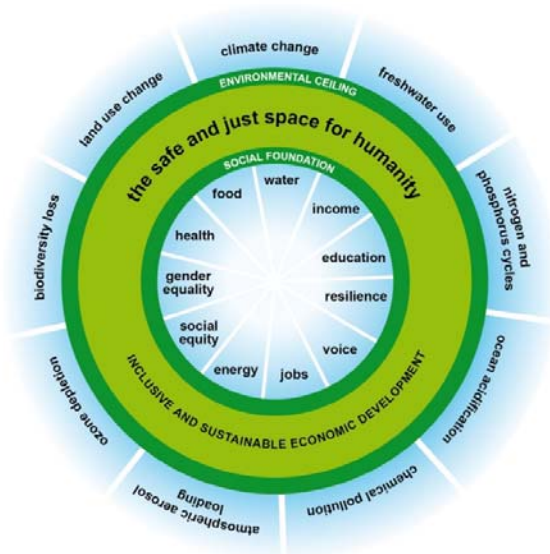 climate change
freshwater use
nitrogen and
phosphorus cycles
ocean acidification
chemical pollution
atmospheric aerosol
loading
ozone depletion
biodiversity loss
land use change
ENVIRONMENTAL CEILING
the safe and just space for humanity
SOCIAL FOUNDATION
water
income
education
resilience
voice
jobs
energy
social
equity
gender
equality
health
food
INCLUSIVE AND SUSTAINABLE ECONOMIC DEVELOPMENT